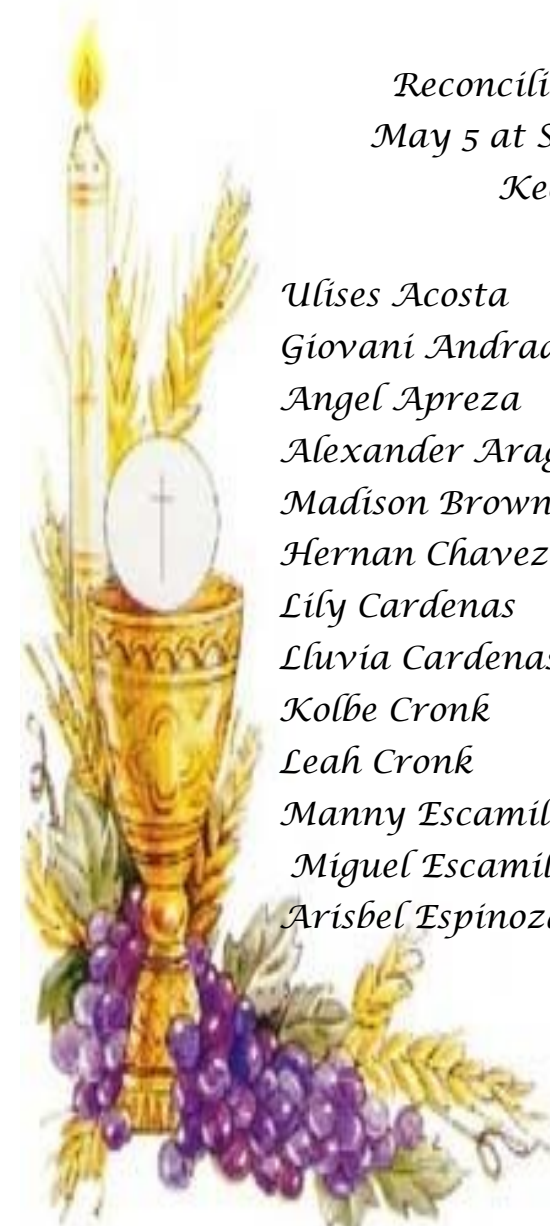 Reconcili
May 5 at S
Ke
Ulises Acosta
Giovani Andrad
Angel Apreza
Alexander Arag
Madison Brown
Hernan Chavez
Lily Cardenas
Lluvia Cardenas
Kolbe Cronk
Leah Cronk
Manny Escamil
Miguel Escamil
Arisbel Espinoza